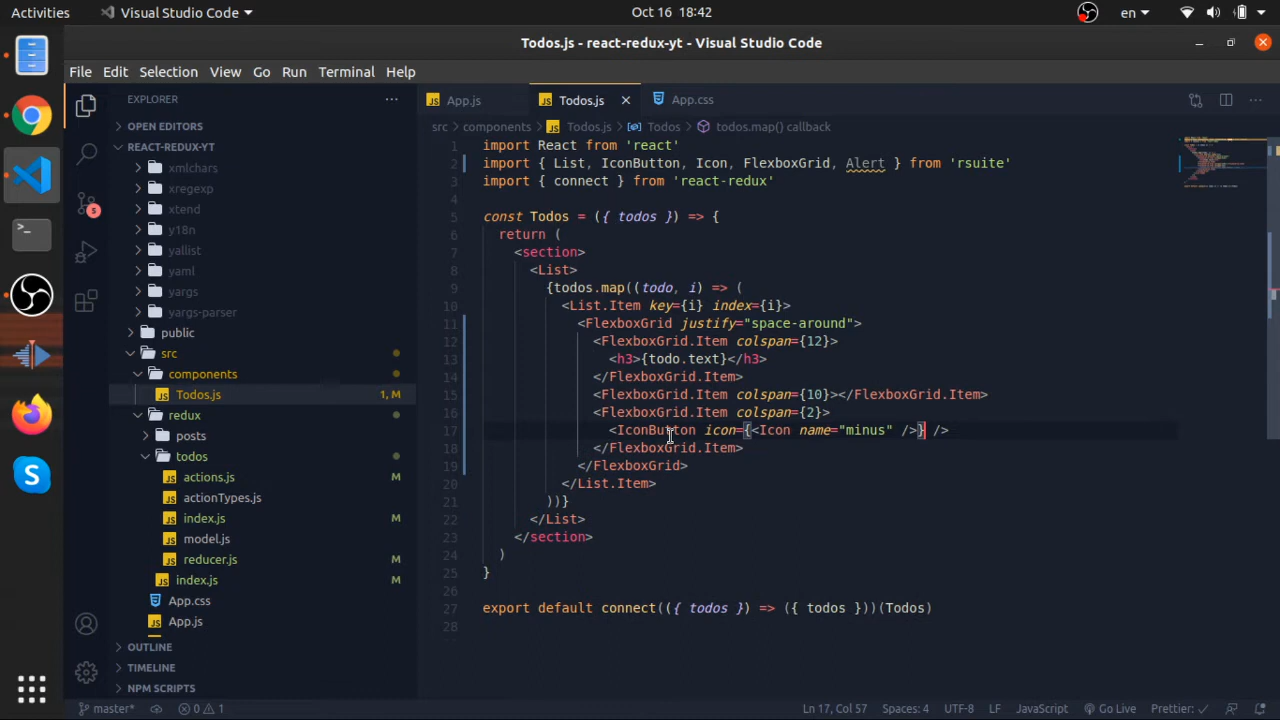 Activities
Visual Studio Code
Oct 16 18:42
en
Todos.js - react-redux-yt - Visual Studio Code
File Edit Selection View Go Run Terminal Help
EXPLORER
OPEN EDITORS
REACT-REDUX-YT
xmlchars
xregexp
xtend
y18n
yallist
yaml
yargs
yargs-parser
public
src
components
Todos.js 1, M
redux
posts
todos
actions.js M
actionTypes.js
index.js M
model.js
reducer.js M
index.js
App.css
App.js
OUTLINE
TIMELINE
NPM SCRIPTS
App.js Todos.js App.css
src > components > Todos.js > Todos > todos.map() callback
1 import React from 'react'
2 import { List, IconButton, Icon, FlexboxGrid, Alert } from 'rsuite'
3 import { connect } from 'react-redux'
4
5 const Todos = ({ todos }) => {
6 return (
7 <section>
8 <List>
9 {todos.map((todo, i) => (
10 <List.Item key={i} index={i}>
11 <FlexboxGrid justify="space-around">
12 <FlexboxGrid.Item colspan={12}>
13 <h3>{todo.text}</h3>
14 </FlexboxGrid.Item>
15 <FlexboxGrid.Item colspan={10}></FlexboxGrid.Item>
16 <FlexboxGrid.Item colspan={2}>
17 <IconButton icon={<Icon name="minus" />} />
18 </FlexboxGrid.Item>
19 </FlexboxGrid>
20 </List.Item>
21 ))}
22 </List>
23 </section>
24 )
25 }
26
27 export default connect(({ todos }) => ({ todos }))(Todos)
28
master* 0 1 Ln 17, Col 57 Spaces: 4 UTF-8 LF JavaScript Go Live Prettier: ✓